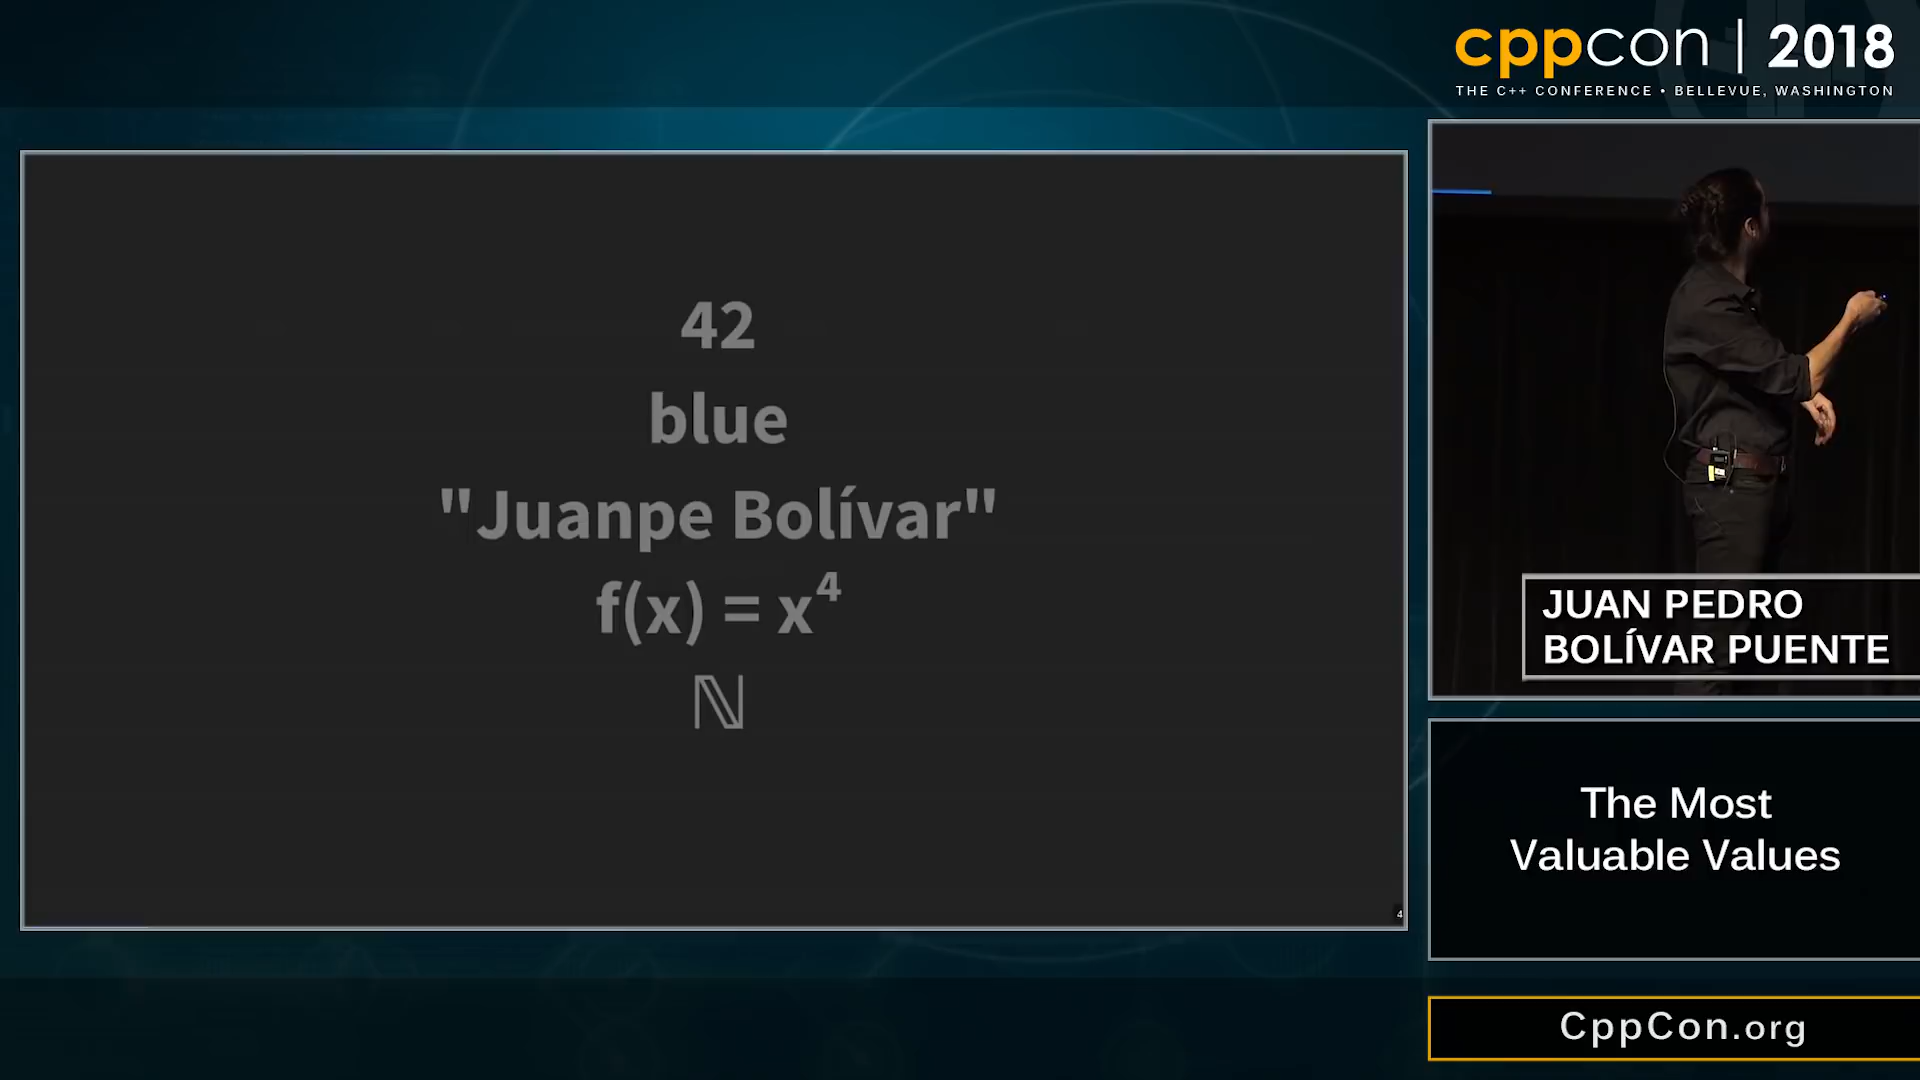 cppcon | 2018
THE C++ CONFERENCE • BELLEVUE, WASHINGTON
42
blue
"Juanpe Bolívar"
f(x) = x⁴
ℕ
4
JUAN PEDRO
BOLÍVAR PUENTE
The Most
Valuable Values
CppCon.org